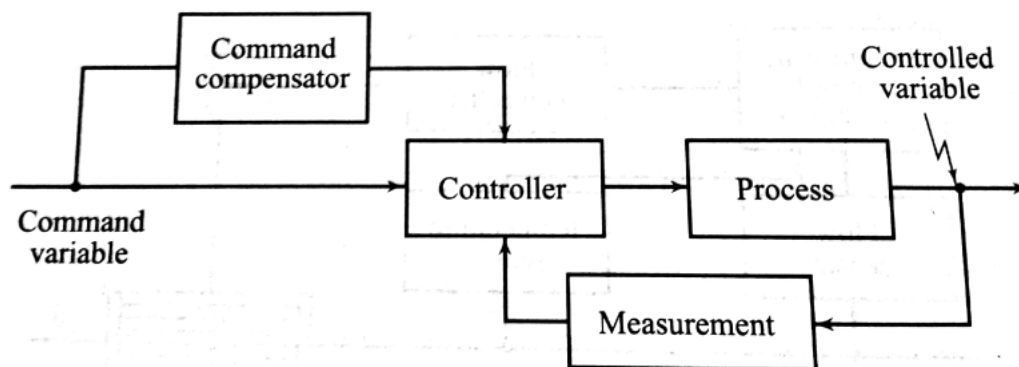 Command
compensator
Controlled
variable
Controller
Process
Command
variable
Measurement